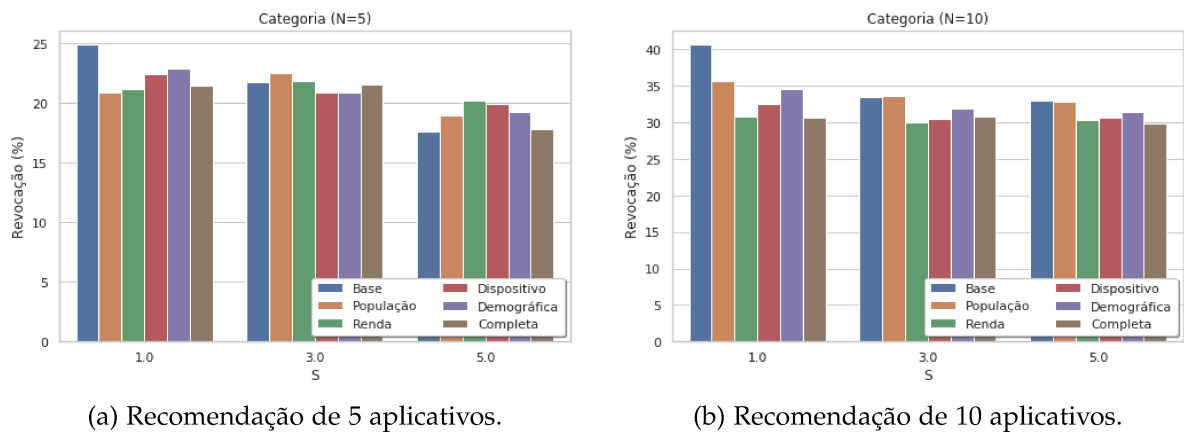 Categoria (N=5)
Revocação (%)
25
20
15
10
5
0
Base
População
Renda
Dispositivo
Demográfica
Completa
1.0
3.0
5.0
S
(a) Recomendação de 5 aplicativos.
Categoria (N=10)
Revocação (%)
40
35
30
25
20
15
10
5
0
Base
População
Renda
Dispositivo
Demográfica
Completa
1.0
3.0
5.0
S
(b) Recomendação de 10 aplicativos.